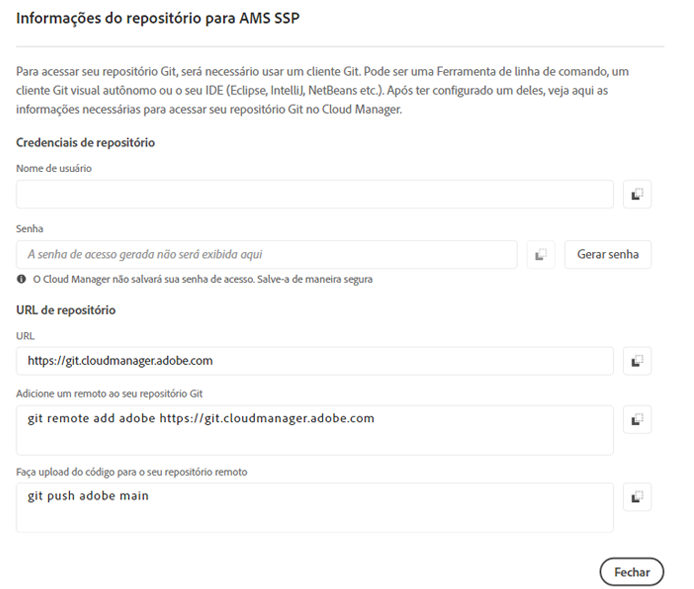 Informações do repositório para AMS SSP
Para acessar seu repositório Git, será necessário usar um cliente Git. Pode ser uma Ferramenta de linha de comando, um
cliente Git visual autônomo ou o seu IDE (Eclipse, IntelliJ, NetBeans etc.). Após ter configurado um deles, veja aqui as
informações necessárias para acessar seu repositório Git no Cloud Manager.
Credenciais de repositório
Nome de usuário
Senha
A senha de acesso gerada não será exibida aqui
Gerar senha
O Cloud Manager não salvará sua senha de acesso. Salve-a de maneira segura
URL de repositório
URL
https://git.cloudmanager.adobe.com
Adicione um remoto ao seu repositório Git
git remote add adobe https://git.cloudmanager.adobe.com
Faça upload do código para o seu repositório remoto
git push adobe main
Fechar